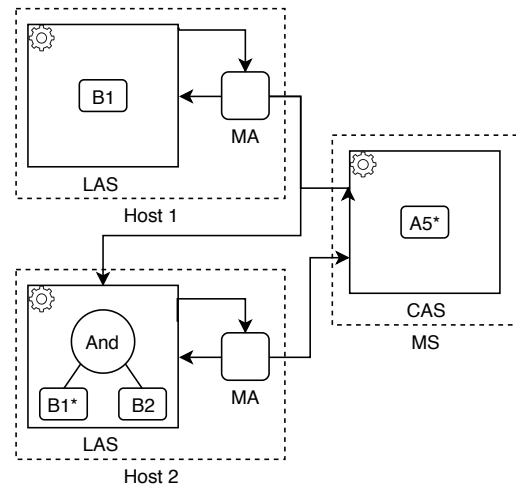 B1
MA
LAS
Host 1
A5*
CAS
MS
And
B1*
B2
MA
LAS
Host 2